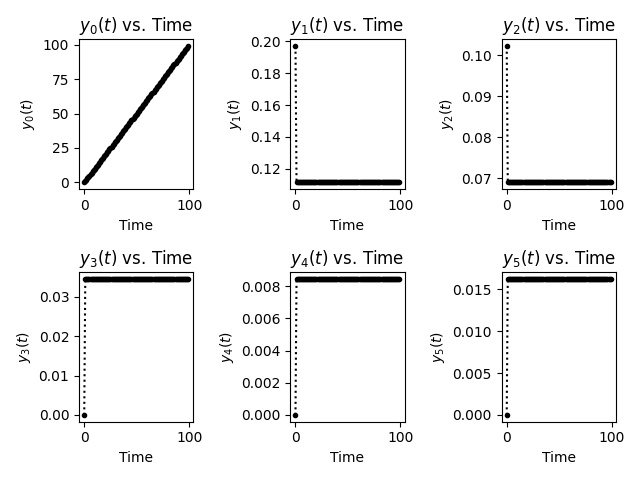 y₀(t) vs. Time
y₁(t) vs. Time
y₂(t) vs. Time
100
75
50
25
0
y₀(t)
0
100
Time
0.20
0.18
0.16
0.14
0.12
y₁(t)
0
100
Time
0.10
0.09
0.08
0.07
y₂(t)
0
100
Time
y₃(t) vs. Time
y₄(t) vs. Time
y₅(t) vs. Time
0.03
0.02
0.01
0.00
y₃(t)
0
100
Time
0.008
0.006
0.004
0.002
0.000
y₄(t)
0
100
Time
0.015
0.010
0.005
0.000
y₅(t)
0
100
Time